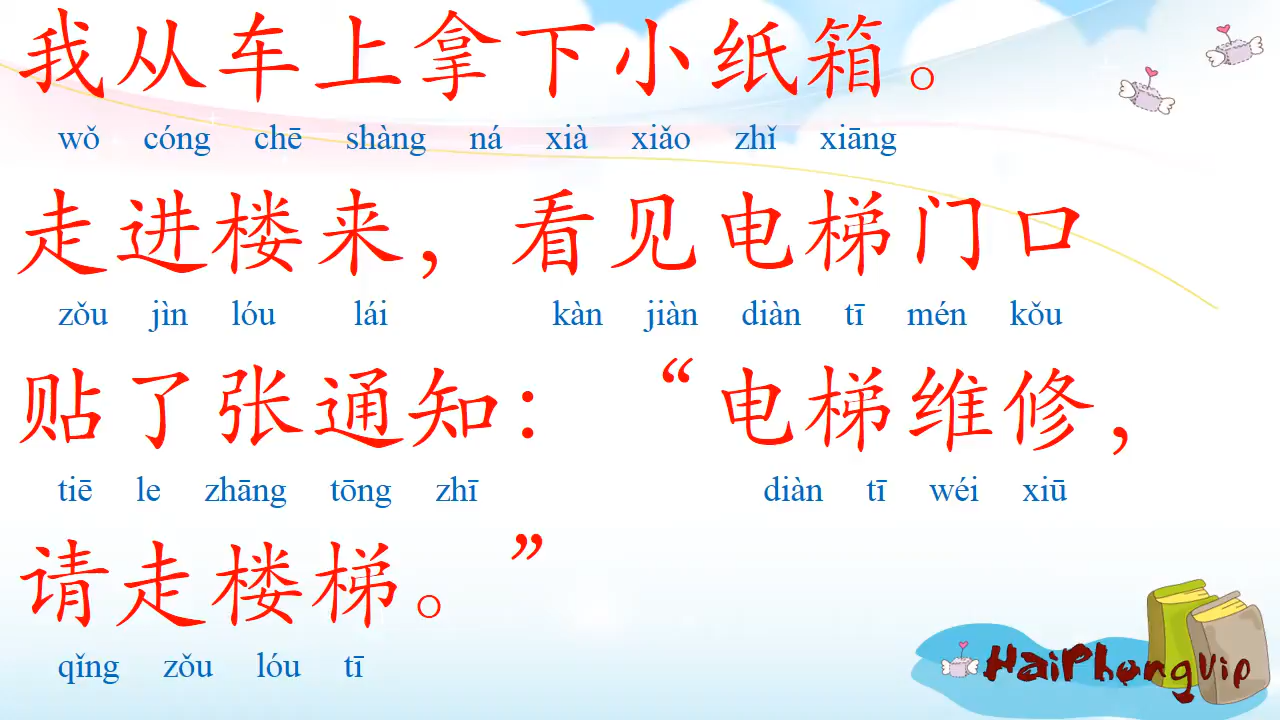 我从车上拿下小纸箱。
wǒ cóng chē shàng ná xià xiǎo zhǐ xiāng
走进楼来，看见电梯门口
zǒu jìn lóu lái kàn jiàn diàn tī mén kǒu
贴了张通知：“电梯维修，
tiē le zhāng tōng zhī diàn tī wéi xiū
请走楼梯。”
qǐng zǒu lóu tī
HaiPhongVip